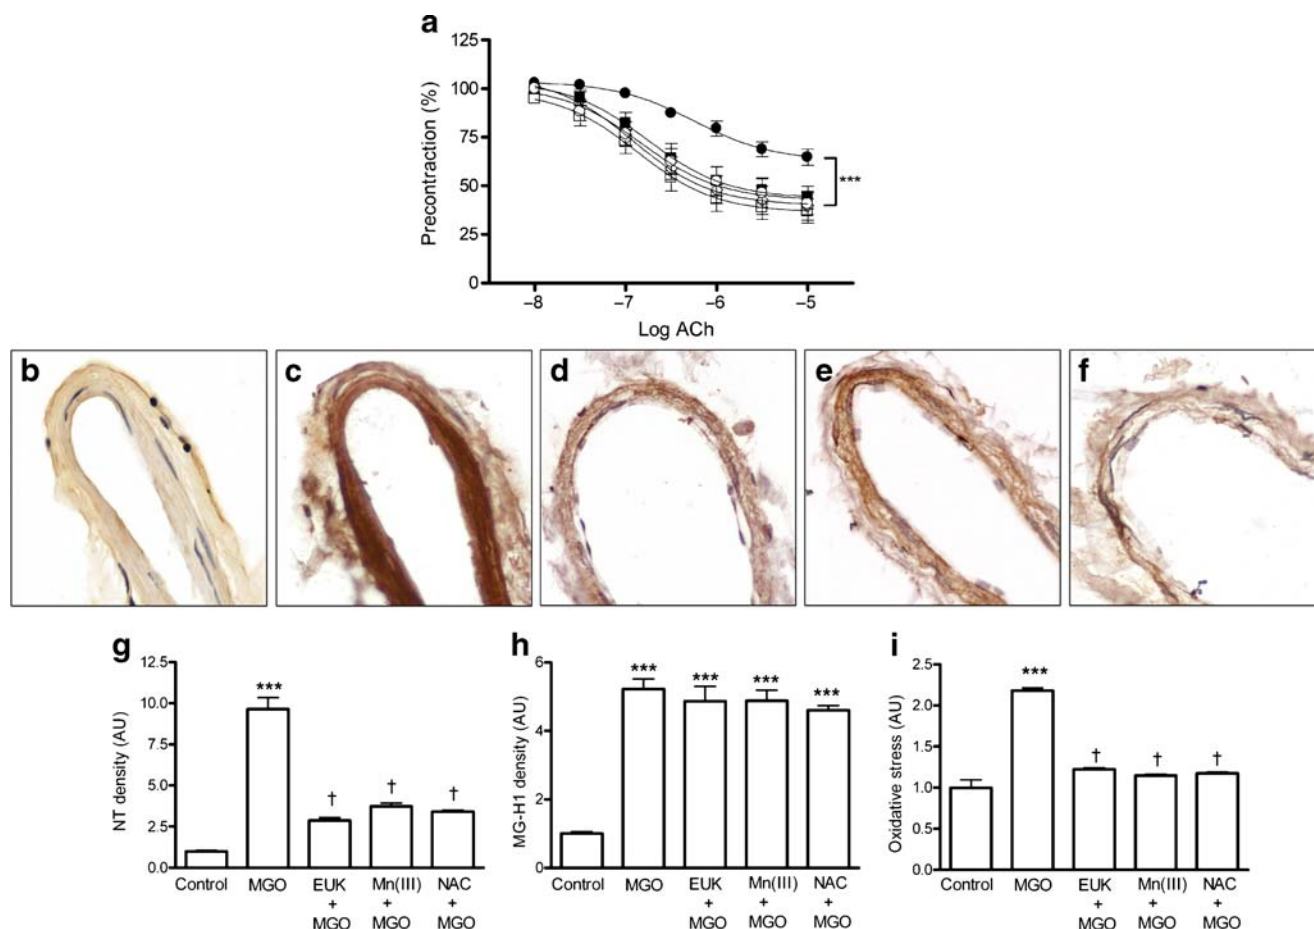 a
125
100
75
50
25
0
Precontraction (%)
***
–8 –7 –6 –5
Log ACh
b c d e f
g
12.5
10.0
7.5
5.0
2.5
0.0
NT density (AU)
***
† † †
Control MGO EUK Mn(III) NAC
+ + +
MGO MGO MGO
h
6
4
2
0
MG-H1 density (AU)
*** *** *** ***
Control MGO EUK Mn(III) NAC
+ + +
MGO MGO MGO
i
2.5
2.0
1.5
1.0
0.5
0.0
Oxidative stress (AU)
***
† † †
Control MGO EUK Mn(III) NAC
+ + +
MGO MGO MGO